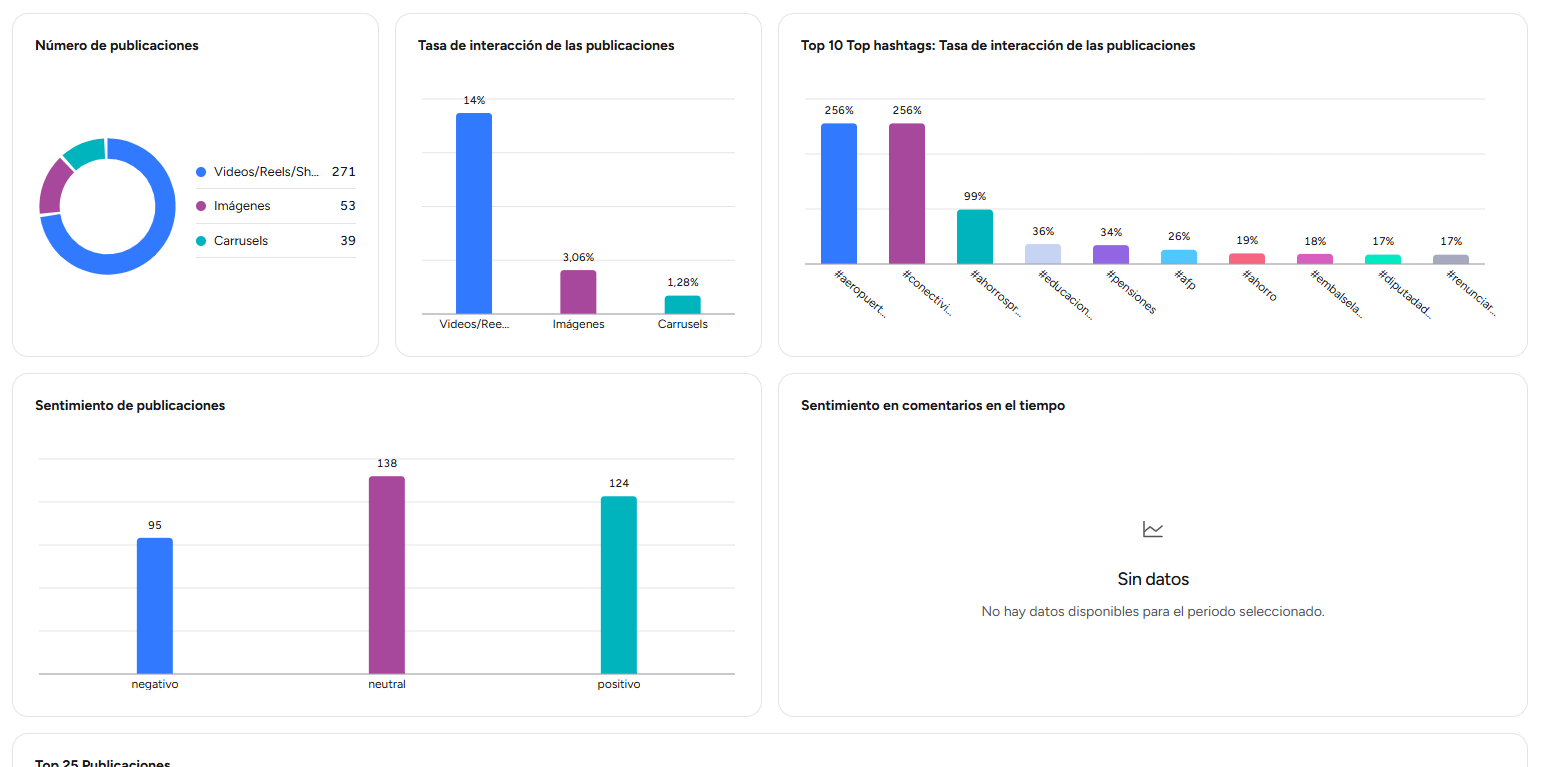 Número de publicaciones
Videos/Reels/Sh... 271
Imágenes 53
Carrusels 39
Tasa de interacción de las publicaciones
14%
3,06%
1,28%
Videos/Ree... Imágenes Carrusels
Top 10 Top hashtags: Tasa de interacción de las publicaciones
256% 256% 99% 36% 34% 26% 19% 18% 17% 17%
#aeropuert... #conectivi... #ahorrospr... #educacion... #pensiones #afp #ahorro #embalsela... #diputadad... #renunciar...
Sentimiento de publicaciones
95 138 124
negativo neutral positivo
Sentimiento en comentarios en el tiempo
Sin datos
No hay datos disponibles para el periodo seleccionado.
Top 25 Publicaciones